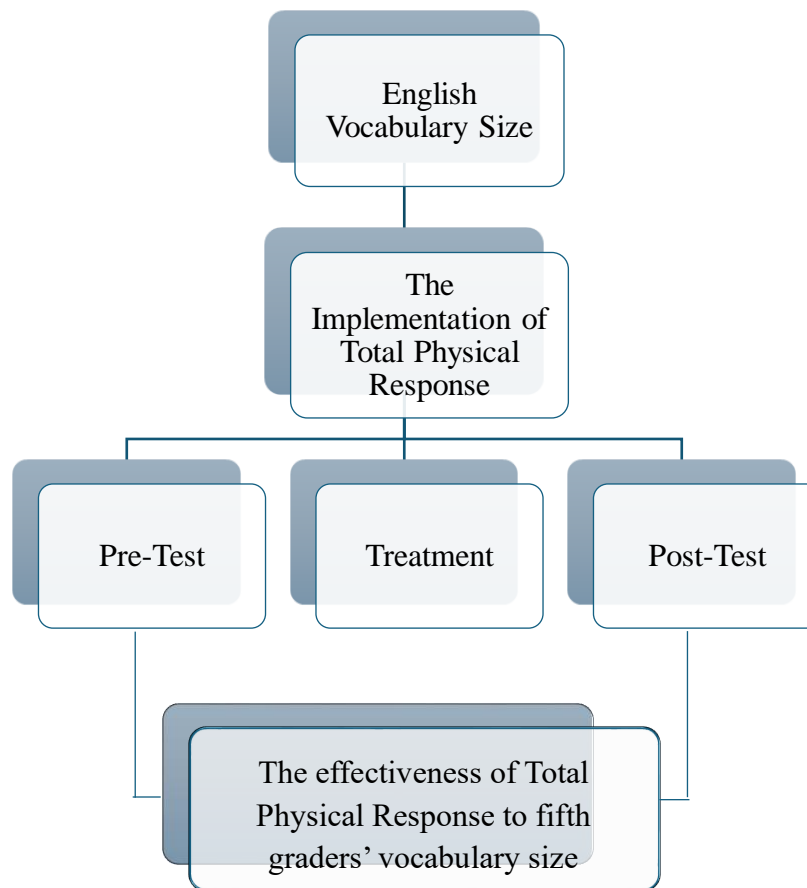 English
Vocabulary Size
The
Implementation of
Total Physical
Response
Pre-Test
Treatment
Post-Test
The effectiveness of Total
Physical Response to fifth
graders’ vocabulary size